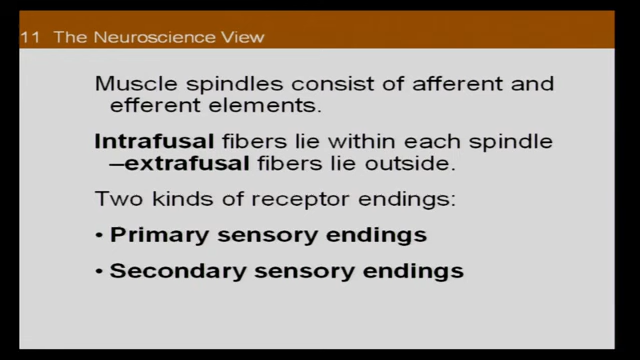 11 The Neuroscience View
Muscle spindles consist of afferent and
efferent elements.
Intrafusal fibers lie within each spindle
–extrafusal fibers lie outside.
Two kinds of receptor endings:
• Primary sensory endings
• Secondary sensory endings